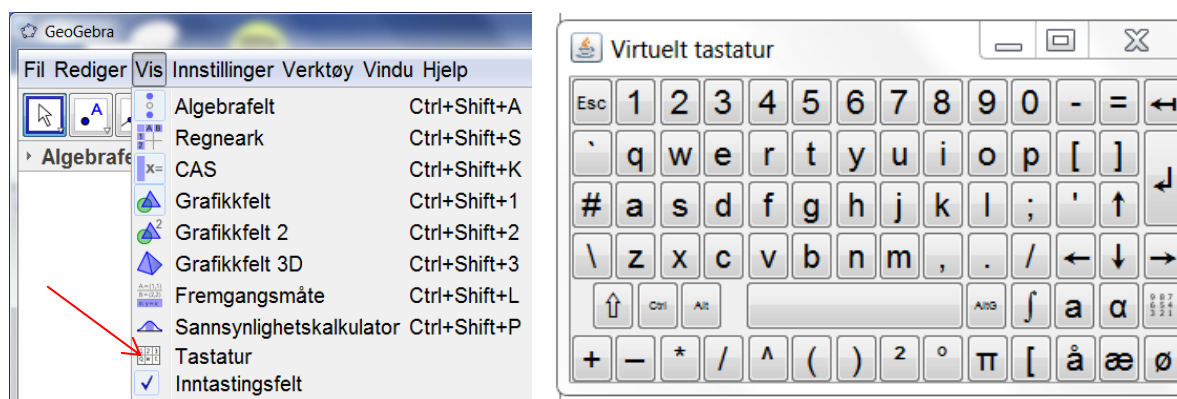 GeoGebra
Fil Rediger Vis Innstillinger Verktøy Vindu Hjelp
Algebrafe
Algebrafelt Ctrl+Shift+A
Regneark Ctrl+Shift+S
CAS Ctrl+Shift+K
Grafikkfelt Ctrl+Shift+1
Grafikkfelt 2 Ctrl+Shift+2
Grafikkfelt 3D Ctrl+Shift+3
Fremgangsmåte Ctrl+Shift+L
Sannsynlighetskalkulator Ctrl+Shift+P
Tastatur
Inntastingsfelt
Virtuelt tastatur
Esc 1 2 3 4 5 6 7 8 9 0 - = ↤
` q w e r t y u i o p [ ] ↲
# a s d f g h j k l ; ' ↑
\ z x c v b n m , . / ← ↓ →
⇧ Ctrl Alt AltG ∫ a α
+ – * / ^ ( ) ² ° π [ å æ ø